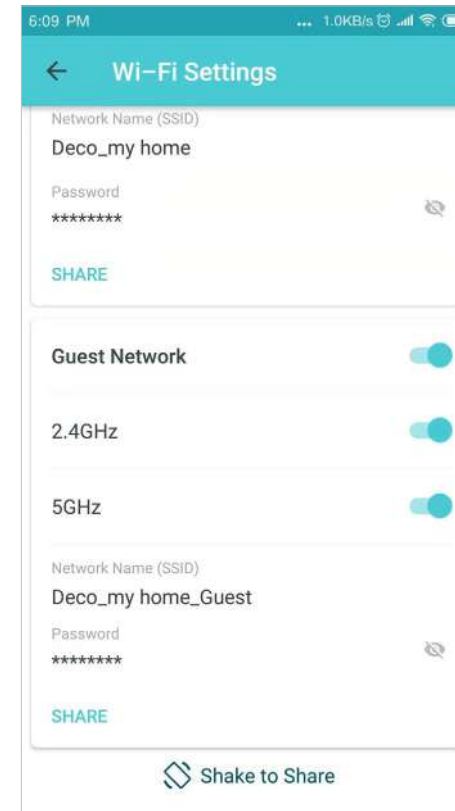 6:09 PM ... 1.0KB/s
Wi-Fi Settings
Network Name (SSID)
Deco_my home
Password
********
SHARE
Guest Network
2.4GHz
5GHz
Network Name (SSID)
Deco_my home_Guest
Password
********
SHARE
Shake to Share